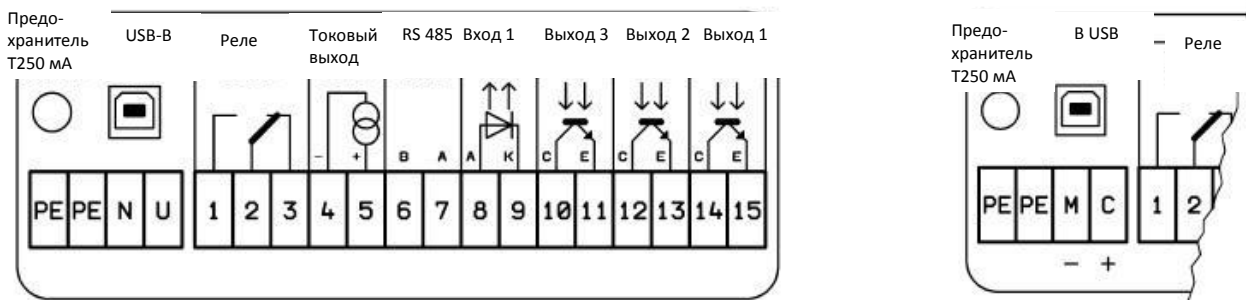 Предо-
хранитель
Т250 мА
USB-B
Реле
Токовый
выход
RS 485
Вход 1
Выход 3
Выход 2
Выход 1
- + B A A K C E C E C E
PE PE N U 1 2 3 4 5 6 7 8 9 10 11 12 13 14 15
Предо-
хранитель
Т250 мА
В USB
Реле
PE PE M C 1 2
- +